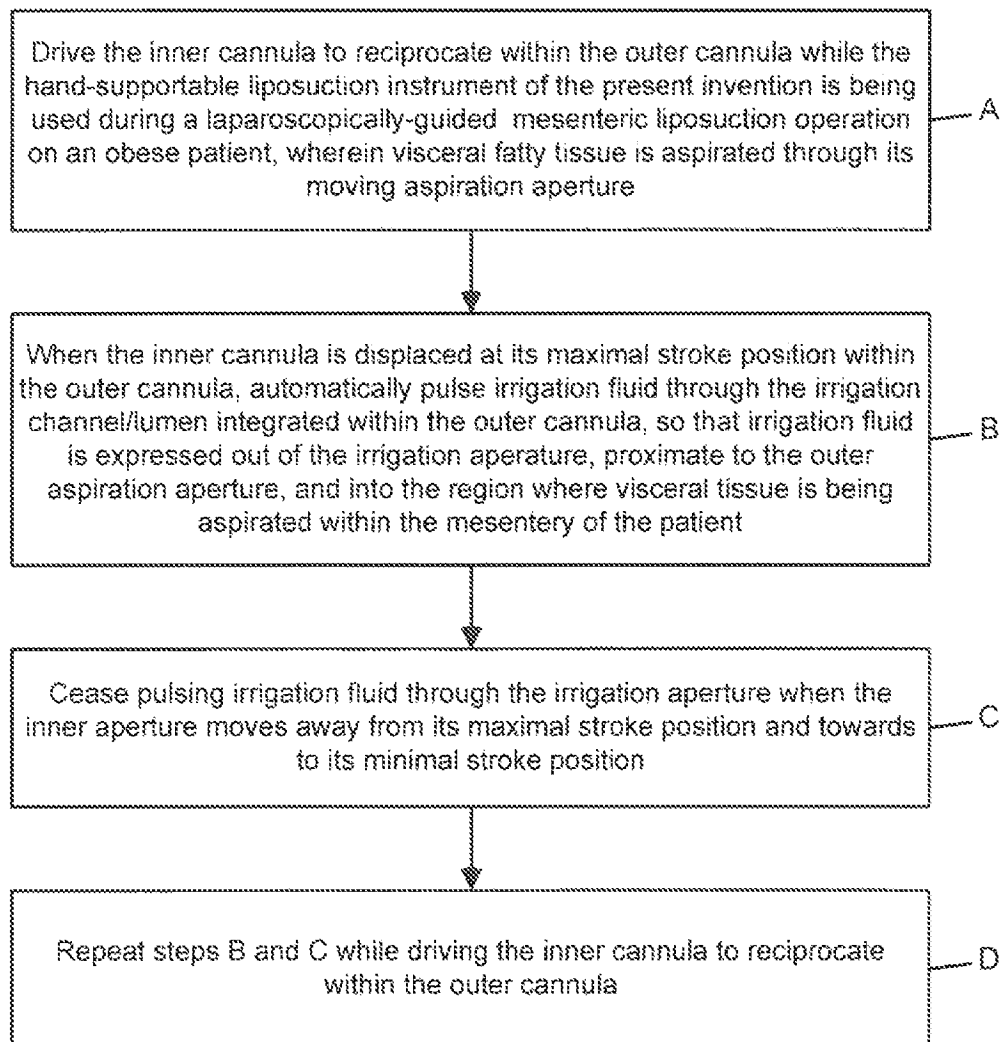 Drive the inner cannula to reciprocate within the outer cannula while the
hand-supportable liposuction instrument of the present invention is being
used during a laparoscopically-guided mesenteric liposuction operation
on an obese patient, wherein visceral fatty tissue is aspirated through its
moving aspiration aperture
A
When the inner cannula is displaced at its maximal stroke position within
the outer cannula, automatically pulse irrigation fluid through the irrigation
channel/lumen integrated within the outer cannula, so that irrigation fluid
is expressed out of the irrigation aperature, proximate to the outer
aspiration aperture, and into the region where visceral tissue is being
aspirated within the mesentery of the patient
B
Cease pulsing irrigation fluid through the irrigation aperture when the
inner aperture moves away from its maximal stroke position and towards
to its minimal stroke position
C
Repeat steps B and C while driving the inner cannula to reciprocate
within the outer cannula
D